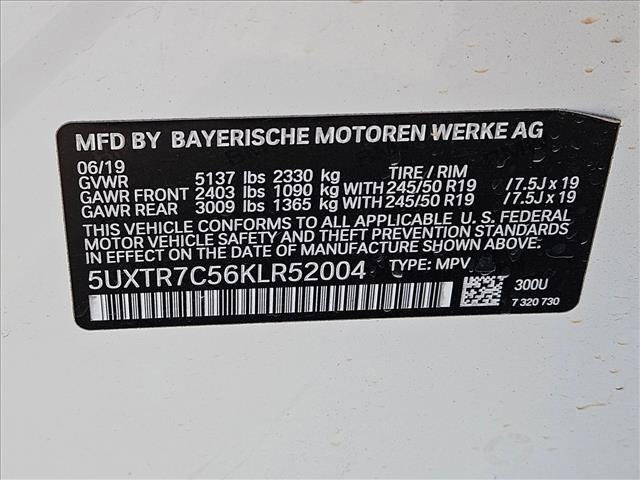 MFD BY BAYERISCHE MOTOREN WERKE AG
06/19
GVWR 5137 lbs 2330 kg TIRE / RIM
GAWR FRONT 2403 lbs 1090 kg WITH 245/50 R19 / 7.5J x 19
GAWR REAR 3009 lbs 1365 kg WITH 245/50 R19 / 7.5J x 19
THIS VEHICLE CONFORMS TO ALL APPLICABLE U. S. FEDERAL
MOTOR VEHICLE SAFETY AND THEFT PREVENTION STANDARDS
IN EFFECT ON THE DATE OF MANUFACTURE SHOWN ABOVE.
5UXTR7C56KLR52004 TYPE: MPV
300U
7 320 730